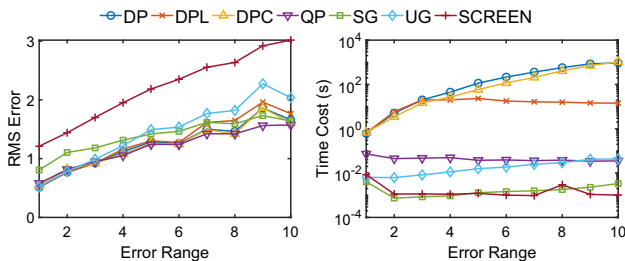 DP DPL DPC QP SG UG SCREEN
RMS Error
3
2
1
0
2 4 6 8 10
Error Range
Time Cost (s)
10^4
10^2
10^0
10^-2
10^-4
2 4 6 8 10
Error Range